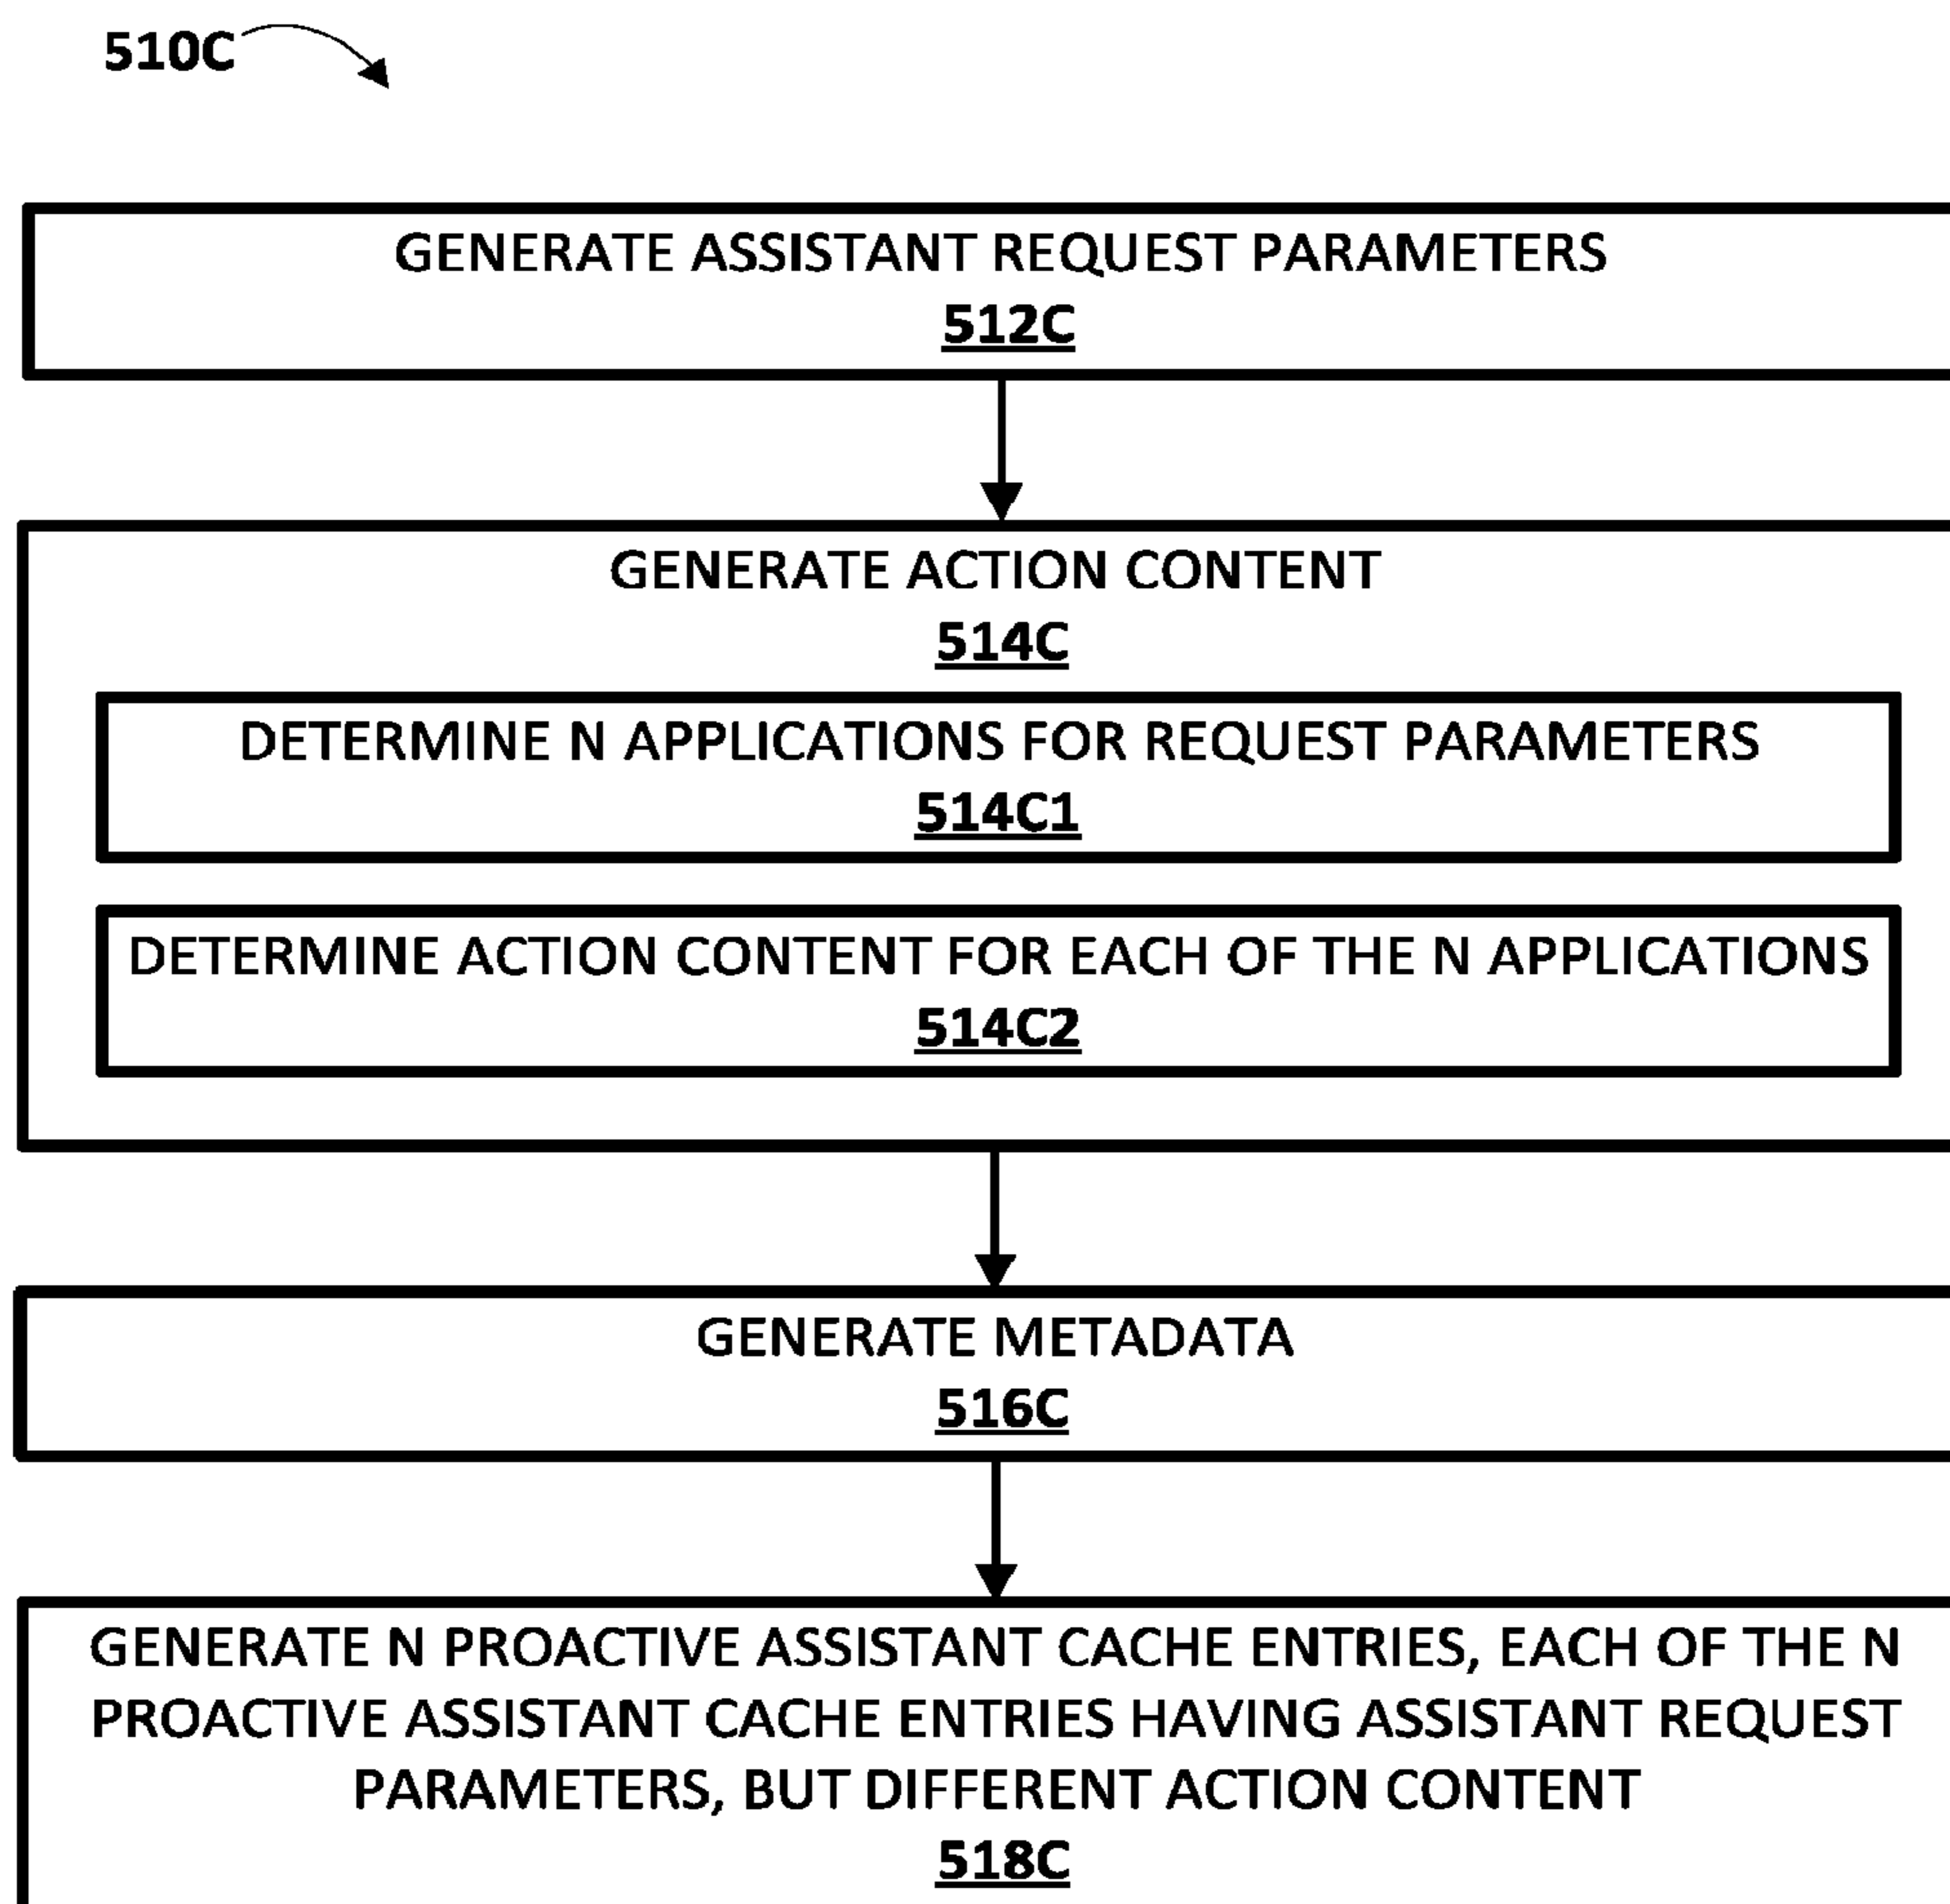 510C
GENERATE ASSISTANT REQUEST PARAMETERS
512C
GENERATE ACTION CONTENT
514C
DETERMINE N APPLICATIONS FOR REQUEST PARAMETERS
514C1
DETERMINE ACTION CONTENT FOR EACH OF THE N APPLICATIONS
514C2
GENERATE METADATA
516C
GENERATE N PROACTIVE ASSISTANT CACHE ENTRIES, EACH OF THE N
PROACTIVE ASSISTANT CACHE ENTRIES HAVING ASSISTANT REQUEST
PARAMETERS, BUT DIFFERENT ACTION CONTENT
518C